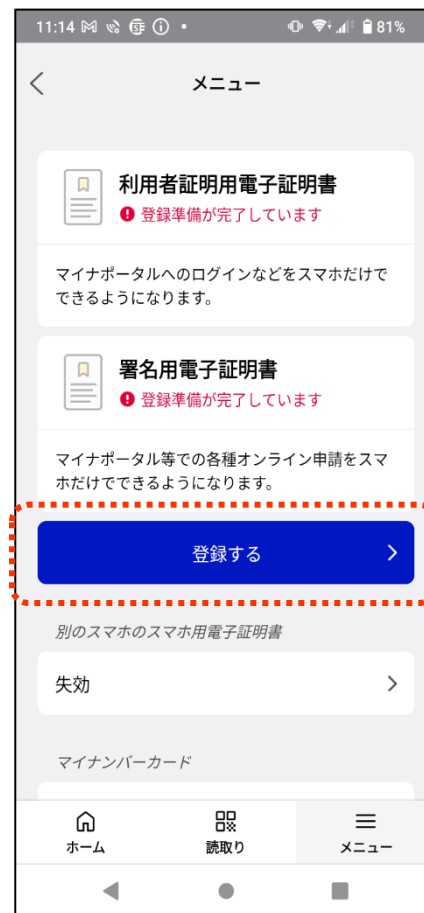 11:14 81%
メニュー
利用者証明用電子証明書
登録準備が完了しています
マイナポータルへのログインなどをスマホだけで
できるようになります。
署名用電子証明書
登録準備が完了しています
マイナポータル等での各種オンライン申請をスマ
ホだけでできるようになります。
登録する
別のスマホのスマホ用電子証明書
失効
マイナンバーカード
ホーム 読取り メニュー